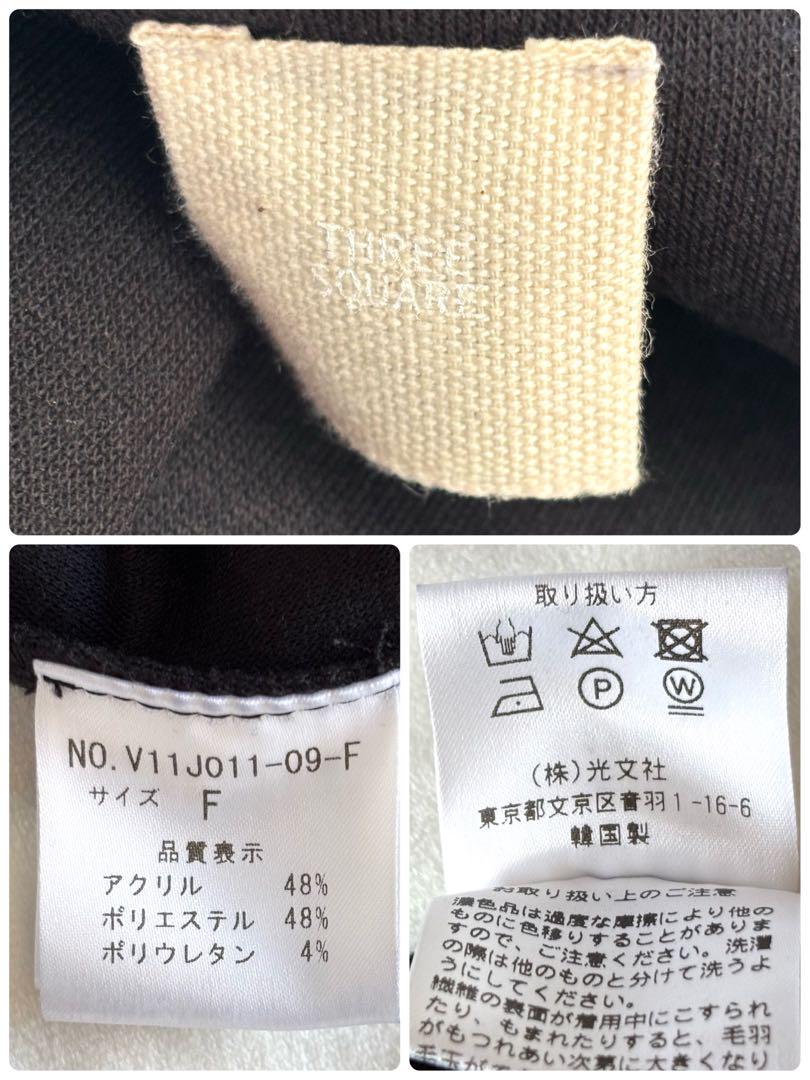 THREE
SQUARE
NO.V11J011-09-F
サイズ F
品質表示
アクリル 48%
ポリエステル 48%
ポリウレタン 4%
取り扱い方
P
W
(株)光文社
東京都文京区音羽1-16-6
韓国製
お取り扱い上のご注意
濃色品は過度な摩擦により他の
ものに色移りすることがありま
すので、ご注意ください。洗濯
の際は他のものと分けて洗うよ
うにしてください。
繊維の表面が着用中にこすられ
たり、もまれたりすると、毛羽
がもつれあい次第に大きくなり
毛玉が